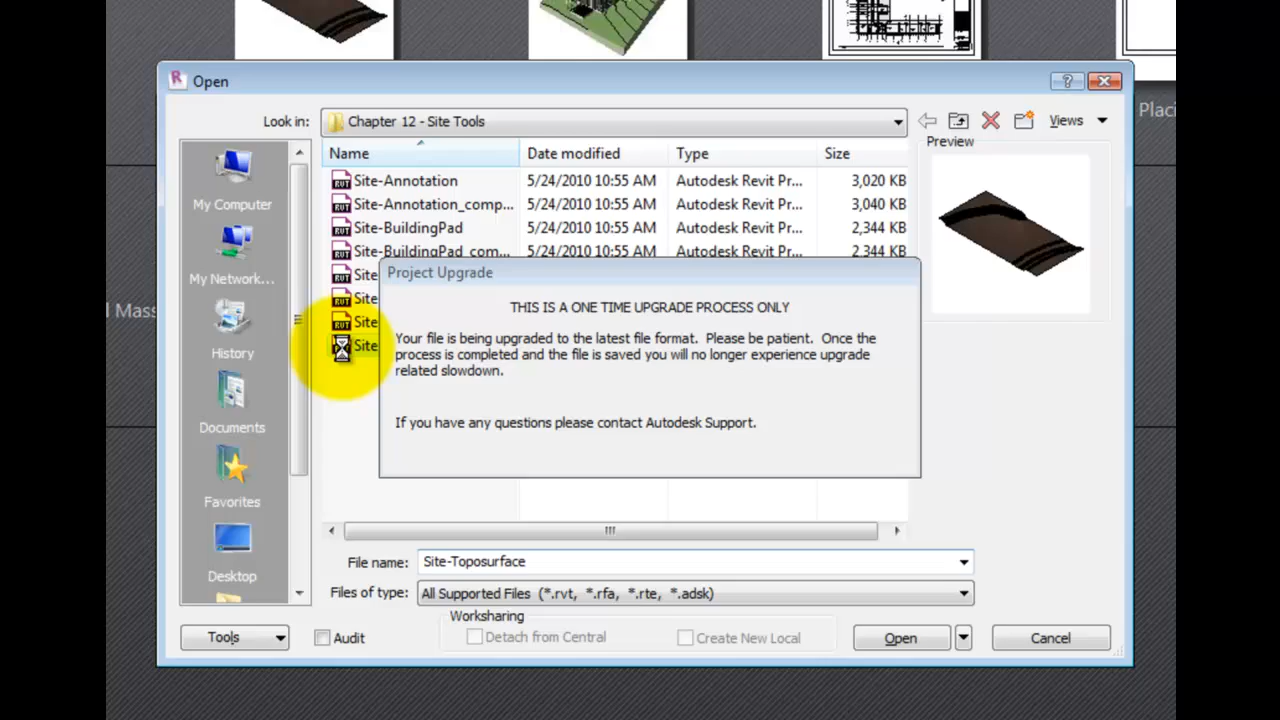 Open
?
Look in:
Chapter 12 - Site Tools
Views
Placi
Name
Date modified
Type
Size
Preview
My Computer
My Network...
History
Documents
Favorites
Desktop
Site-Annotation
5/24/2010 10:55 AM
Autodesk Revit Pr...
3,020 KB
Site-Annotation_comp...
5/24/2010 10:55 AM
Autodesk Revit Pr...
3,040 KB
Site-BuildingPad
5/24/2010 10:55 AM
Autodesk Revit Pr...
2,344 KB
Site-BuildingPad_com...
5/24/2010 10:55 AM
Autodesk Revit Pr...
2,344 KB
Site
Site
Site
Site
d Mass
Project Upgrade
THIS IS A ONE TIME UPGRADE PROCESS ONLY
Your file is being upgraded to the latest file format. Please be patient. Once the
process is completed and the file is saved you will no longer experience upgrade
related slowdown.
If you have any questions please contact Autodesk Support.
File name:
Site-Toposurface
Files of type:
All Supported Files (*.rvt, *.rfa, *.rte, *.adsk)
Worksharing
Tools
Audit
Detach from Central
Create New Local
Open
Cancel